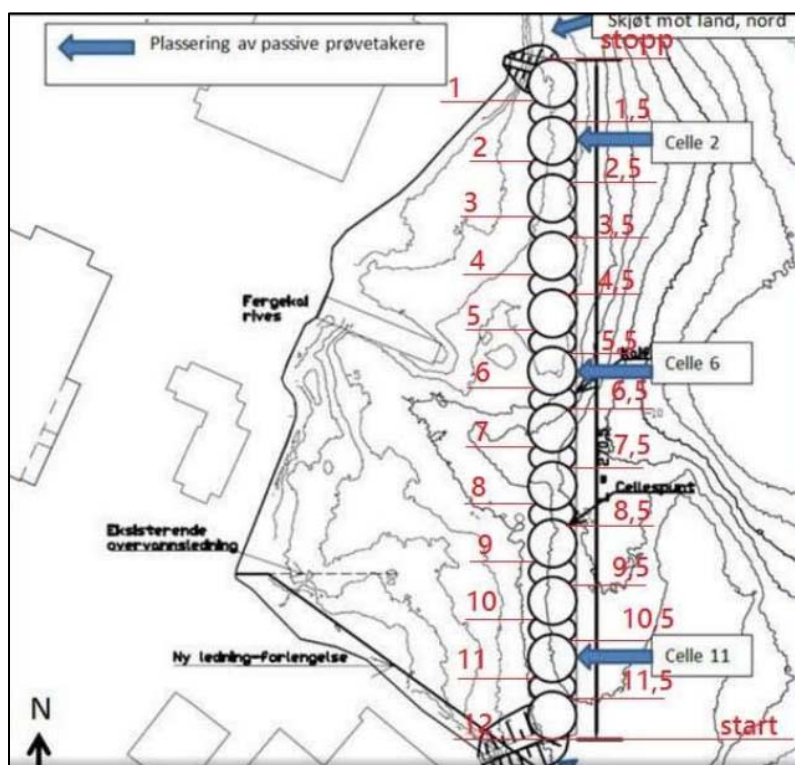 Plassering av passive prøvetakere
Skjøt mot land, nord
stopp
1
1,5
2
Celle 2
2,5
3
3,5
4
4,5
Fergekai
rives
5
5,5
6
Celle 6
6,5
7
7,5
8
Cellespunt
8,5
Eksisterende
overvannsledning
9
9,5
10
10,5
Celle 11
Ny ledning-forlengelse
11
11,5
N
12
start